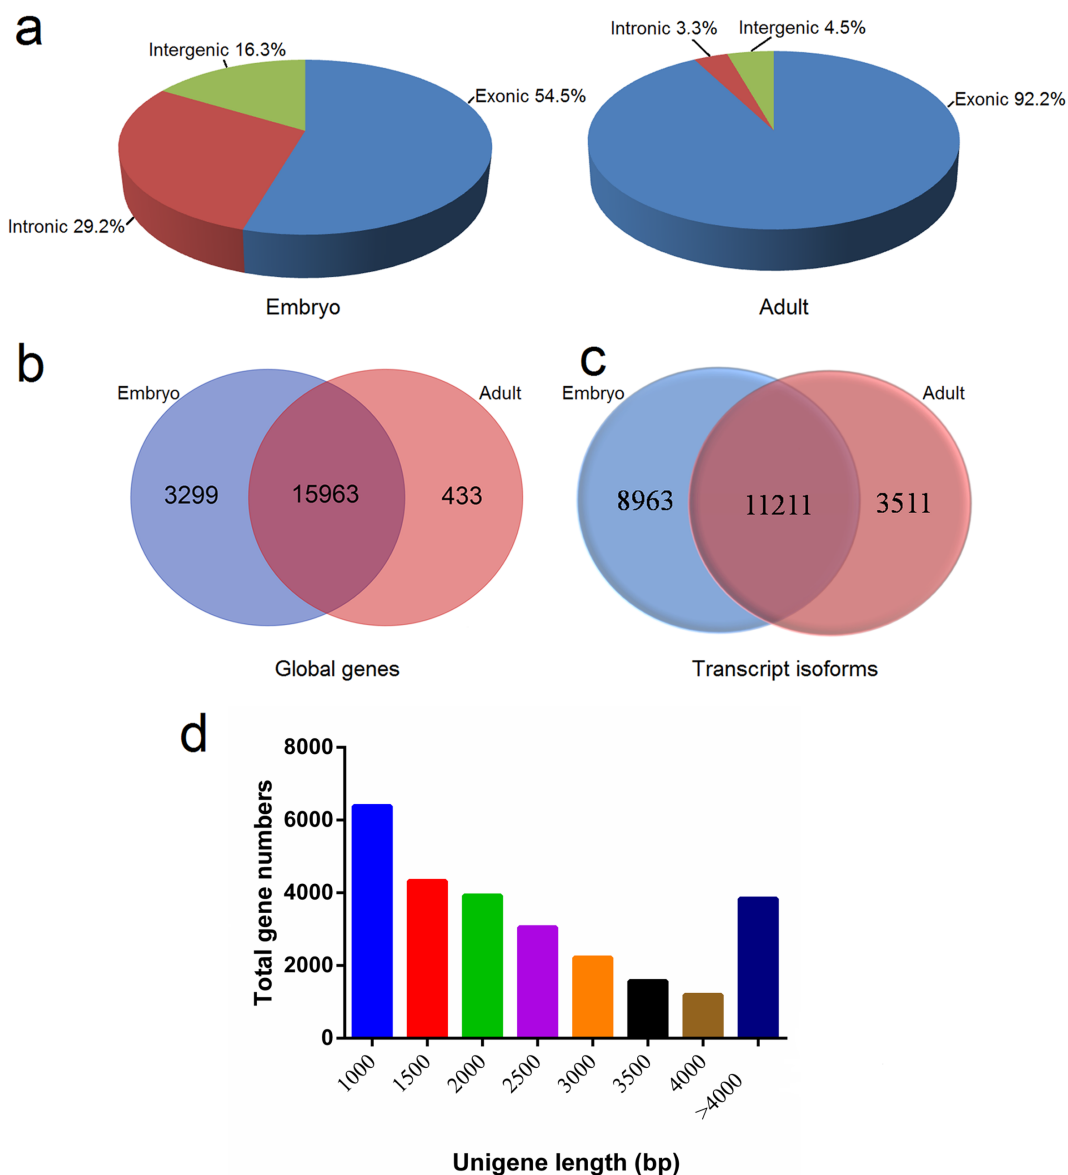 a
Intergenic 16.3%
Exonic 54.5%
Intronic 29.2%
Embryo
Intronic 3.3%
Intergenic 4.5%
Exonic 92.2%
Adult
b
Embryo
Adult
3299
15963
433
Global genes
c
Embryo
Adult
8963
11211
3511
Transcript isoforms
d
Total gene numbers
8000
6000
4000
2000
0
1000
1500
2000
2500
3000
3500
4000
>4000
Unigene length (bp)